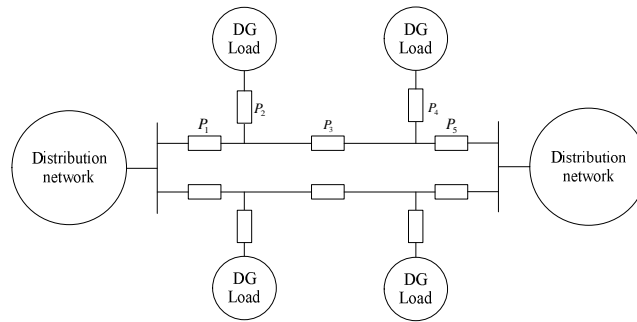 DG
Load
DG
Load
P₂
P₄
P₁
P₃
P₅
Distribution
network
Distribution
network
DG
Load
DG
Load